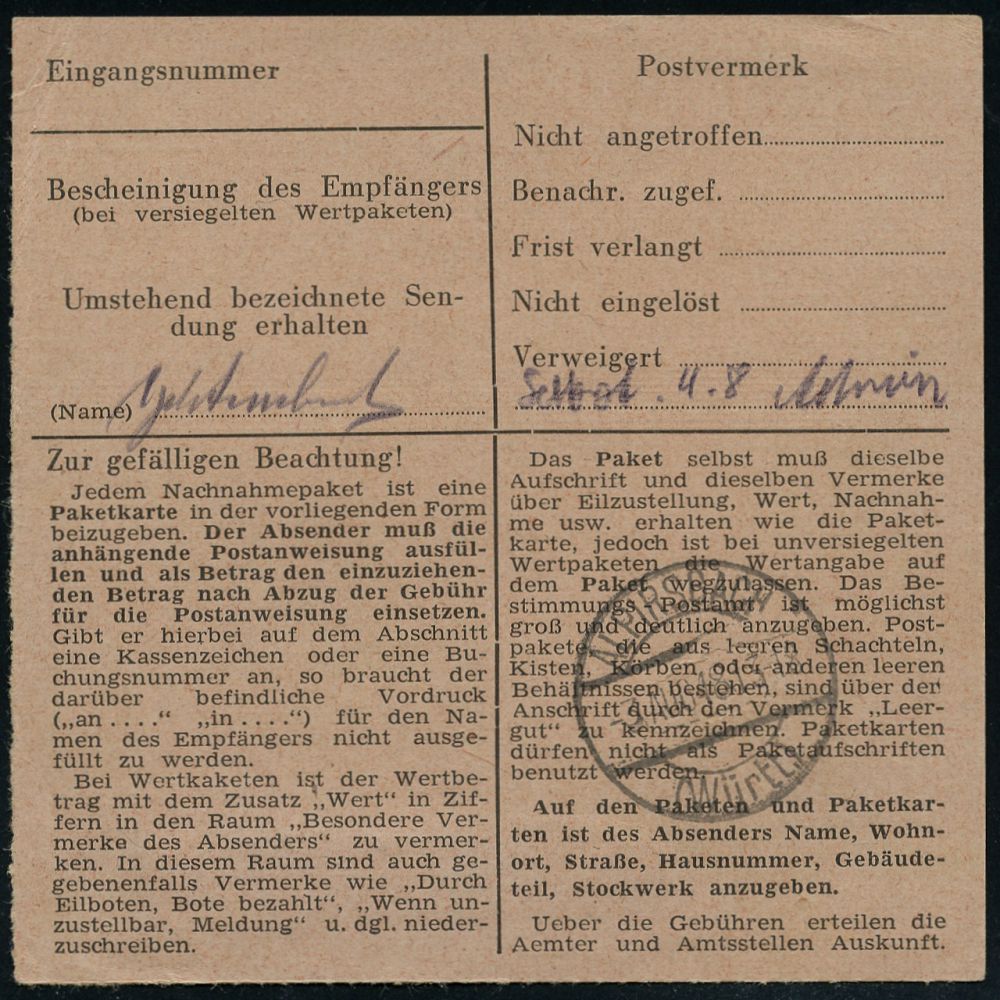 Eingangsnummer
Bescheinigung des Empfängers
(bei versiegelten Wertpaketen)
Umstehend bezeichnete Sen-
dung erhalten
(Name)
Postvermerk
Nicht angetroffen
Benachr. zugef.
Frist verlangt
Nicht eingelöst
Verweigert
4.8
Zur gefälligen Beachtung!
Jedem Nachnahmepaket ist eine
Paketkarte in der vorliegenden Form
beizugeben. Der Absender muß die
anhängende Postanweisung ausfül-
len und als Betrag den einzuziehen-
den Betrag nach Abzug der Gebühr
für die Postanweisung einsetzen.
Gibt er hierbei auf dem Abschnitt
eine Kassenzeichen oder eine Bu-
chungsnummer an, so braucht der
darüber befindliche Vordruck
(„an ....“ „in ....“) für den Na-
men des Empfängers nicht ausge-
füllt zu werden.
Bei Wertkaketen ist der Wertbe-
trag mit dem Zusatz „Wert“ in Zif-
fern in den Raum „Besondere Ver-
merke des Absenders“ zu vermer-
ken. In diesem Raum sind auch ge-
gebenenfalls Vermerke wie „Durch
Eilboten, Bote bezahlt“, „Wenn un-
zustellbar, Meldung“ u. dgl. nieder-
zuschreiben.
Das Paket selbst muß dieselbe
Aufschrift und dieselben Vermerke
über Eilzustellung, Wert, Nachnah-
me usw. erhalten wie die Paket-
karte, jedoch ist bei unversiegelten
Wertpaketen die Wertangabe auf
dem Paket wegzulassen. Das Be-
stimmungs-Postamt ist möglichst
groß und deutlich anzugeben. Post-
pakete, die aus leeren Schachteln,
Kisten, Körben, oder anderen leeren
Behältnissen bestehen, sind über der
Anschrift durch den Vermerk „Leer-
gut“ zu kennzeichnen. Paketkarten
dürfen nicht als Paketaufschriften
benutzt werden.
Auf den Paketen und Paketkar-
ten ist des Absenders Name, Wohn-
ort, Straße, Hausnummer, Gebäude-
teil, Stockwerk anzugeben.
Ueber die Gebühren erteilen die
Aemter und Amtsstellen Auskunft.
(WÜRTT)